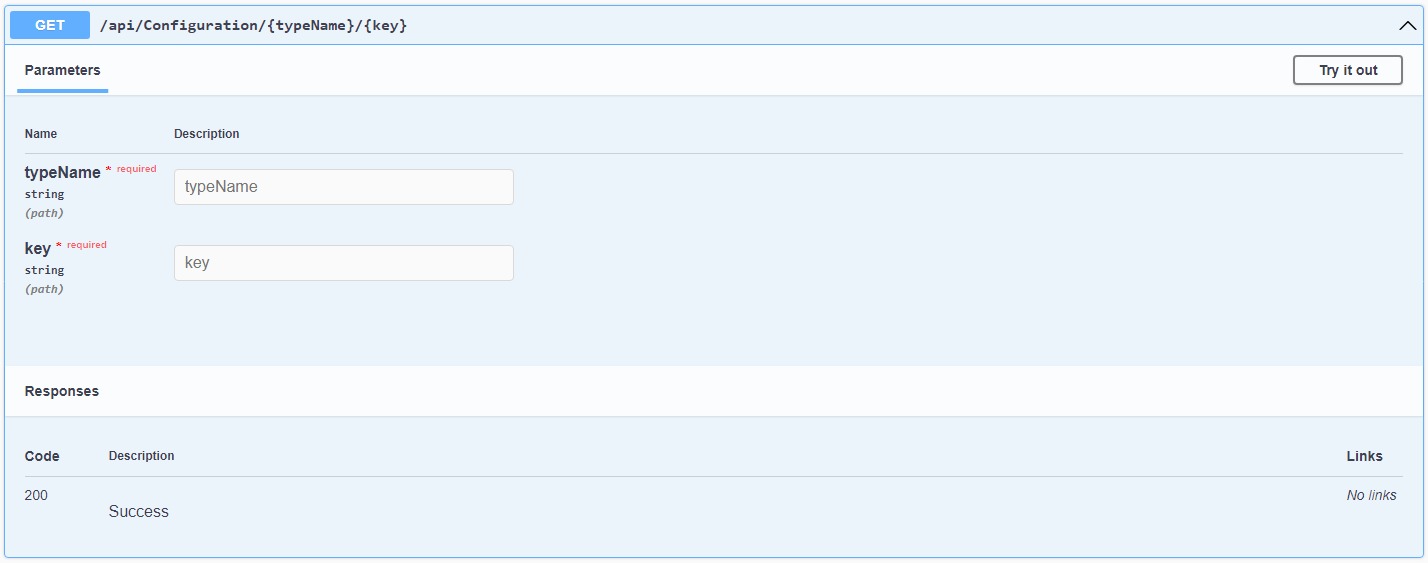 GET /api/Configuration/{typeName}/{key}
Parameters Try it out
Name Description
typeName * required typeName
string
(path)
key * required key
string
(path)
Responses
Code Description Links
200 No links
Success